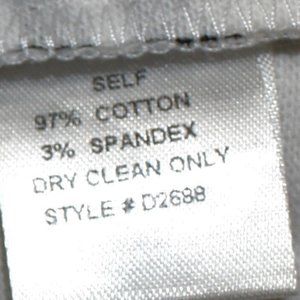 SELF
97% COTTON
3% SPANDEX
DRY CLEAN ONLY
STYLE # D2688